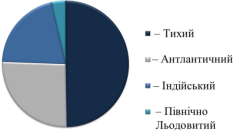 – Тихий
– Антлантичний
– Індійський
– Північно
Льодовитий